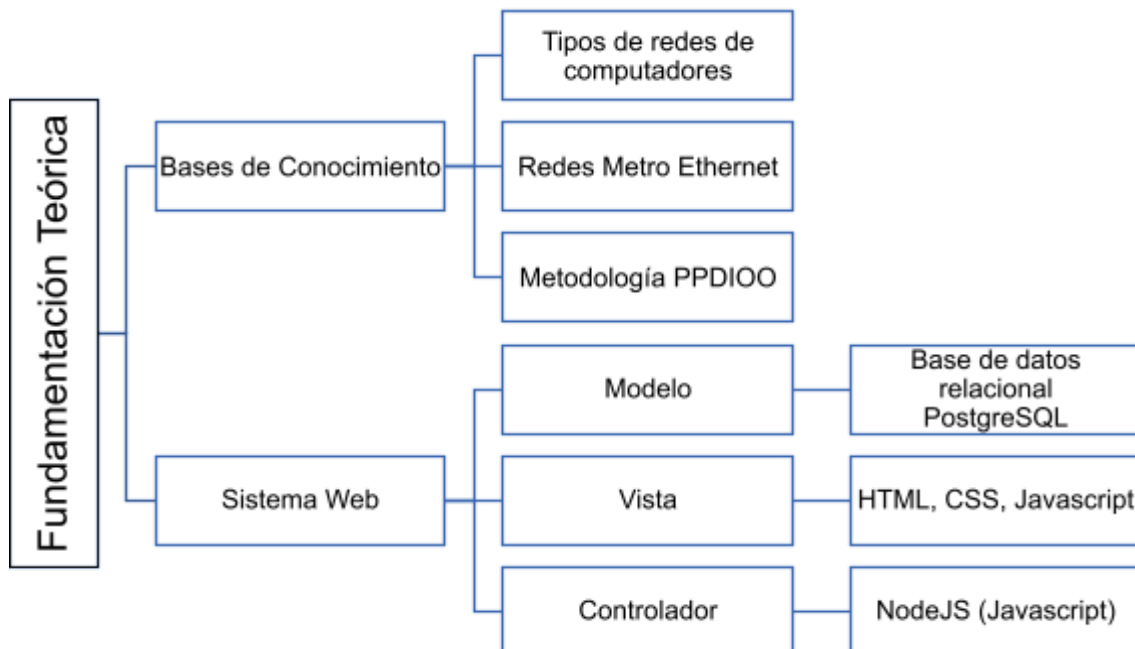 Fundamentación Teórica
Bases de Conocimiento
Tipos de redes de
computadores
Redes Metro Ethernet
Metodología PPDIOO
Sistema Web
Modelo
Base de datos
relacional
PostgreSQL
Vista
HTML, CSS, Javascript
Controlador
NodeJS (Javascript)